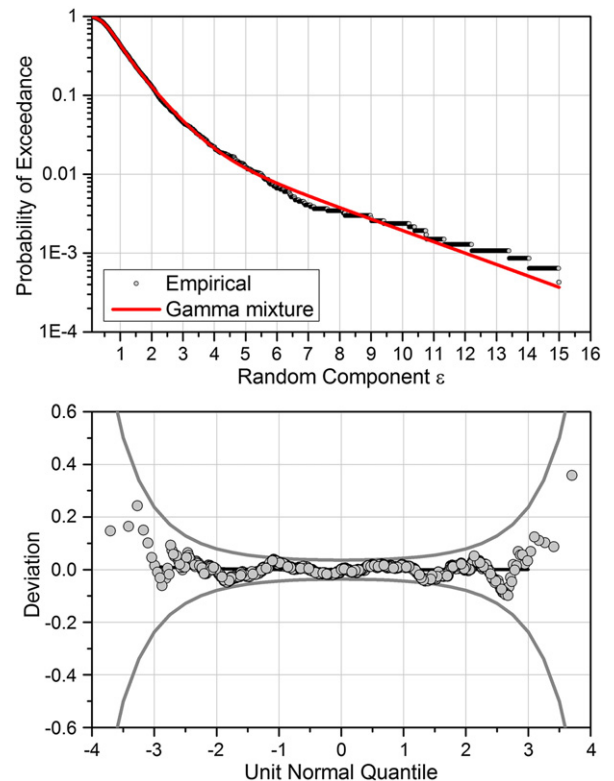 Probability of Exceedance
1
0.1
0.01
1E-3
1E-4
Empirical
Gamma mixture
1 2 3 4 5 6 7 8 9 10 11 12 13 14 15 16
Random Component ε
Deviation
0.6
0.4
0.2
0.0
-0.2
-0.4
-0.6
-4 -3 -2 -1 0 1 2 3 4
Unit Normal Quantile